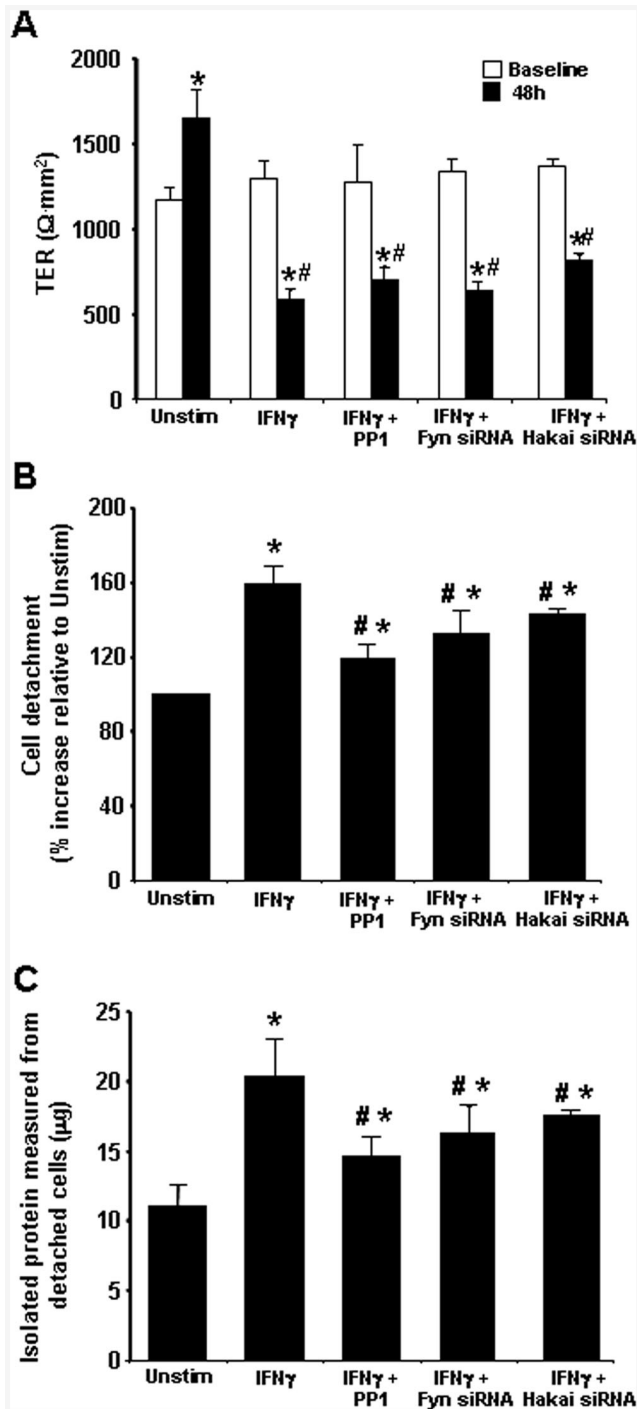 A
2000
1500
1000
500
0
TER (Ω·mm²)
Baseline
48h
*
*#
*#
*#
*#
Unstim IFNγ IFNγ + IFNγ + IFNγ +
PP1 Fyn siRNA Hakai siRNA
B
200
160
120
80
40
0
Cell detachment
(% increase relative to Unstim)
*
# *
# *
# *
Unstim IFNγ IFNγ + IFNγ + IFNγ +
PP1 Fyn siRNA Hakai siRNA
C
25
20
15
10
5
0
Isolated protein measured from
detached cells (µg)
*
# *
# *
# *
Unstim IFNγ IFNγ + IFNγ + IFNγ +
PP1 Fyn siRNA Hakai siRNA